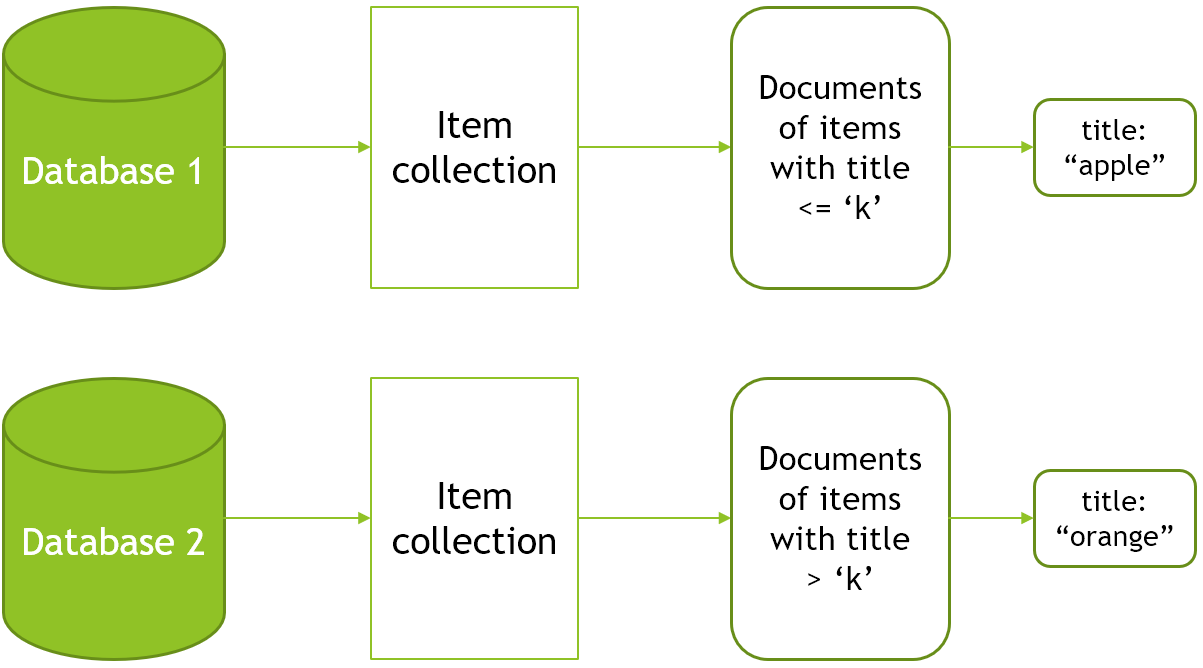 Database 1
Item
collection
Documents
of items
with title
<= ‘k’
title:
“apple”
Database 2
Item
collection
Documents
of items
with title
> ‘k’
title:
“orange”